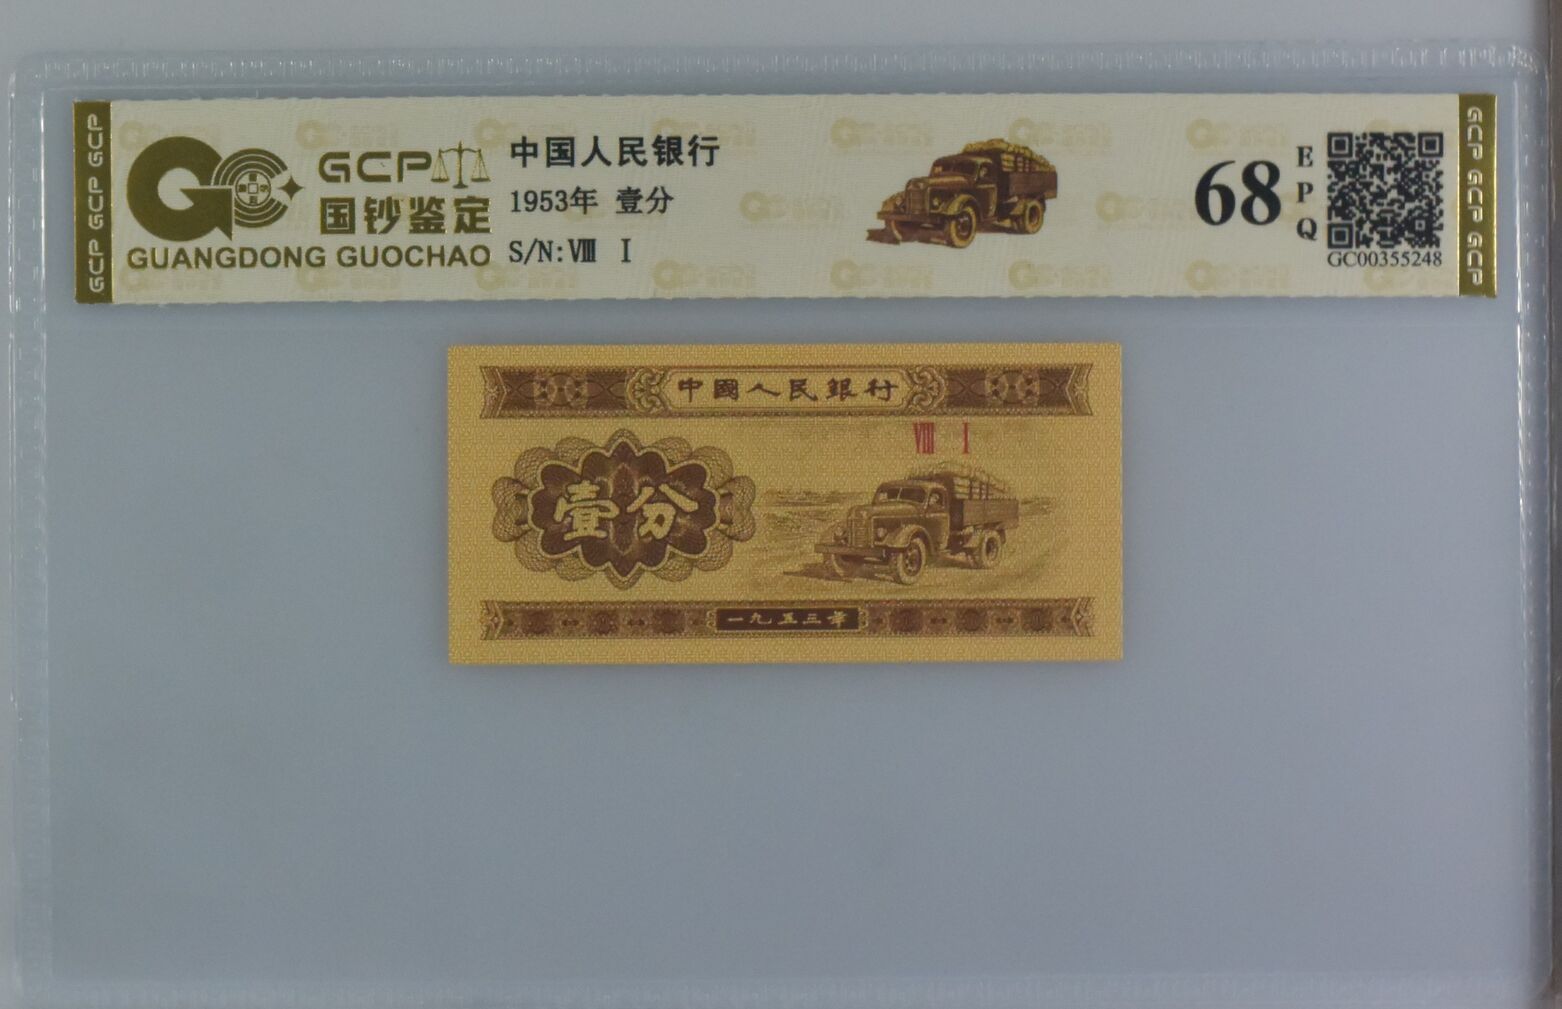 GCP GCP GCP
GCP
国钞鉴定
GUANGDONG GUOCHAO
中国人民银行
1953年 壹分
S/N:Ⅷ Ⅰ
68
EPQ
GC00355248
GCP GCP GCP
中國人民銀行
Ⅷ Ⅰ
壹分
一九五三年